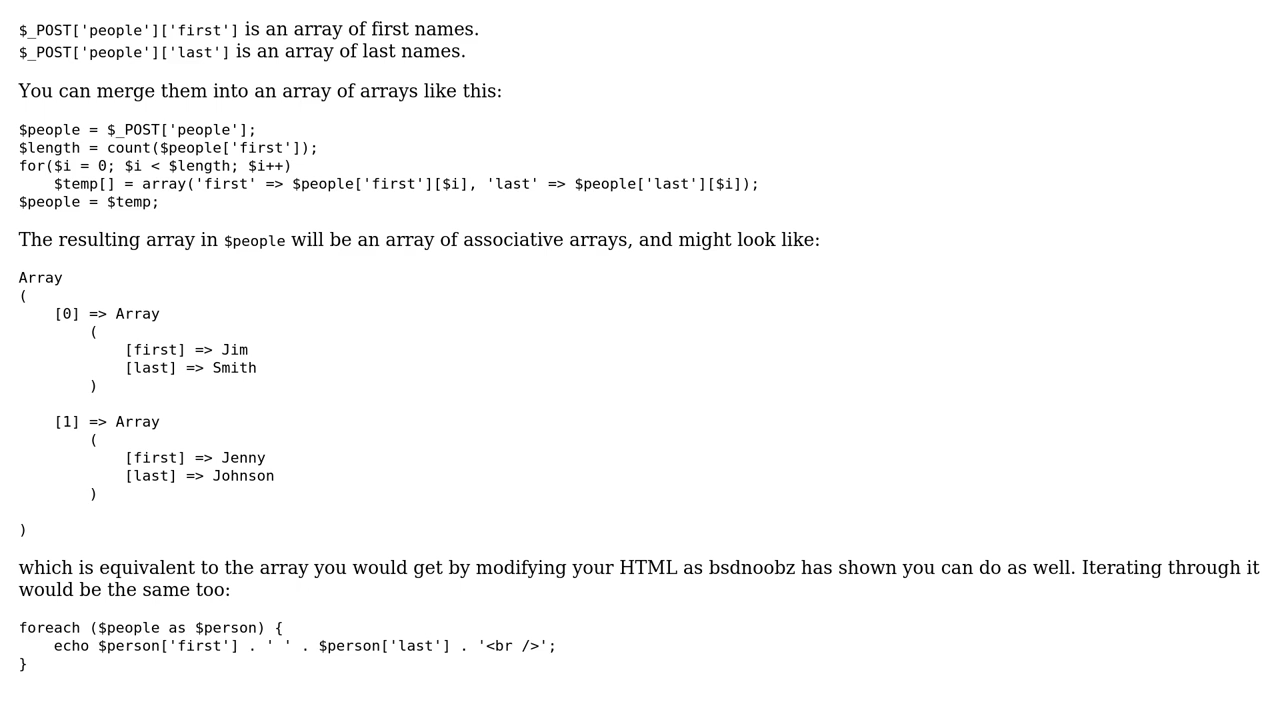 $_POST['people']['first'] is an array of first names.
$_POST['people']['last'] is an array of last names.
You can merge them into an array of arrays like this:
$people = $_POST['people'];
$length = count($people['first']);
for($i = 0; $i < $length; $i++)
    $temp[] = array('first' => $people['first'][$i], 'last' => $people['last'][$i]);
$people = $temp;
The resulting array in $people will be an array of associative arrays, and might look like:
Array
(
    [0] => Array
        (
            [first] => Jim
            [last] => Smith
        )
    [1] => Array
        (
            [first] => Jenny
            [last] => Johnson
        )
)
which is equivalent to the array you would get by modifying your HTML as bsdnoobz has shown you can do as well. Iterating through it
would be the same too:
foreach ($people as $person) {
    echo $person['first'] . ' ' . $person['last'] . '<br />';
}